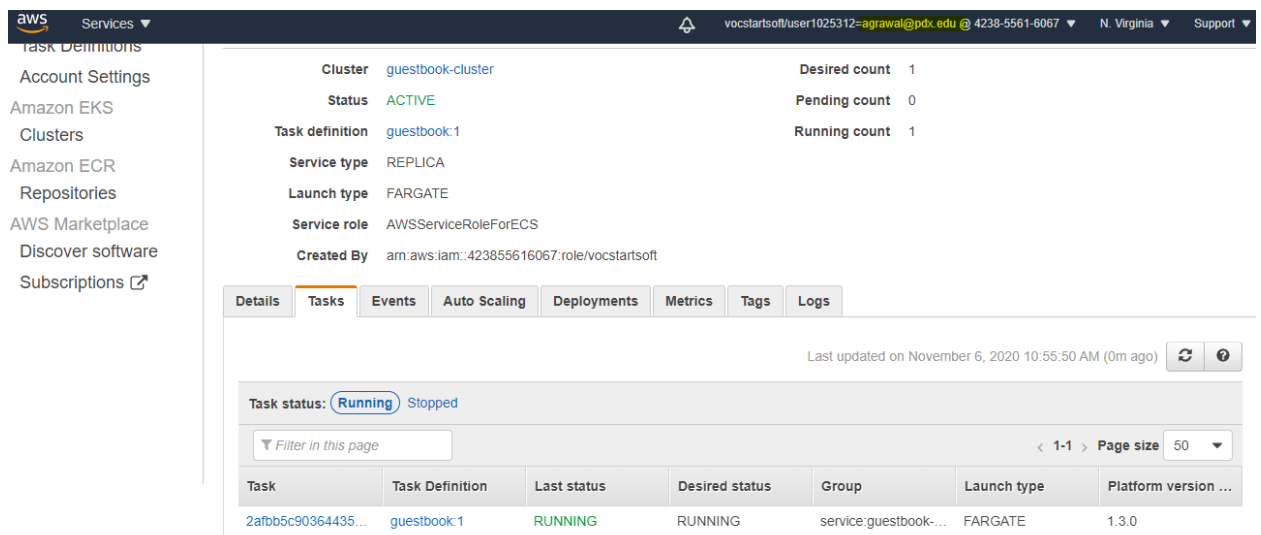 aws Services ▼ vocstartsoft/user1025312=agrawal@pdx.edu @ 4238-5561-6067 ▼ N. Virginia ▼ Support ▼
Task Definitions
Account Settings
Amazon EKS
Clusters
Amazon ECR
Repositories
AWS Marketplace
Discover software
Subscriptions
Cluster guestbook-cluster Desired count 1
Status ACTIVE Pending count 0
Task definition guestbook:1 Running count 1
Service type REPLICA
Launch type FARGATE
Service role AWSServiceRoleForECS
Created By arn:aws:iam::423855616067:role/vocstartsoft
Details Tasks Events Auto Scaling Deployments Metrics Tags Logs
Last updated on November 6, 2020 10:55:50 AM (0m ago)
Task status: Running Stopped
Filter in this page < 1-1 > Page size 50
Task Task Definition Last status Desired status Group Launch type Platform version ...
2afbb5c90364435... guestbook:1 RUNNING RUNNING service:guestbook-... FARGATE 1.3.0